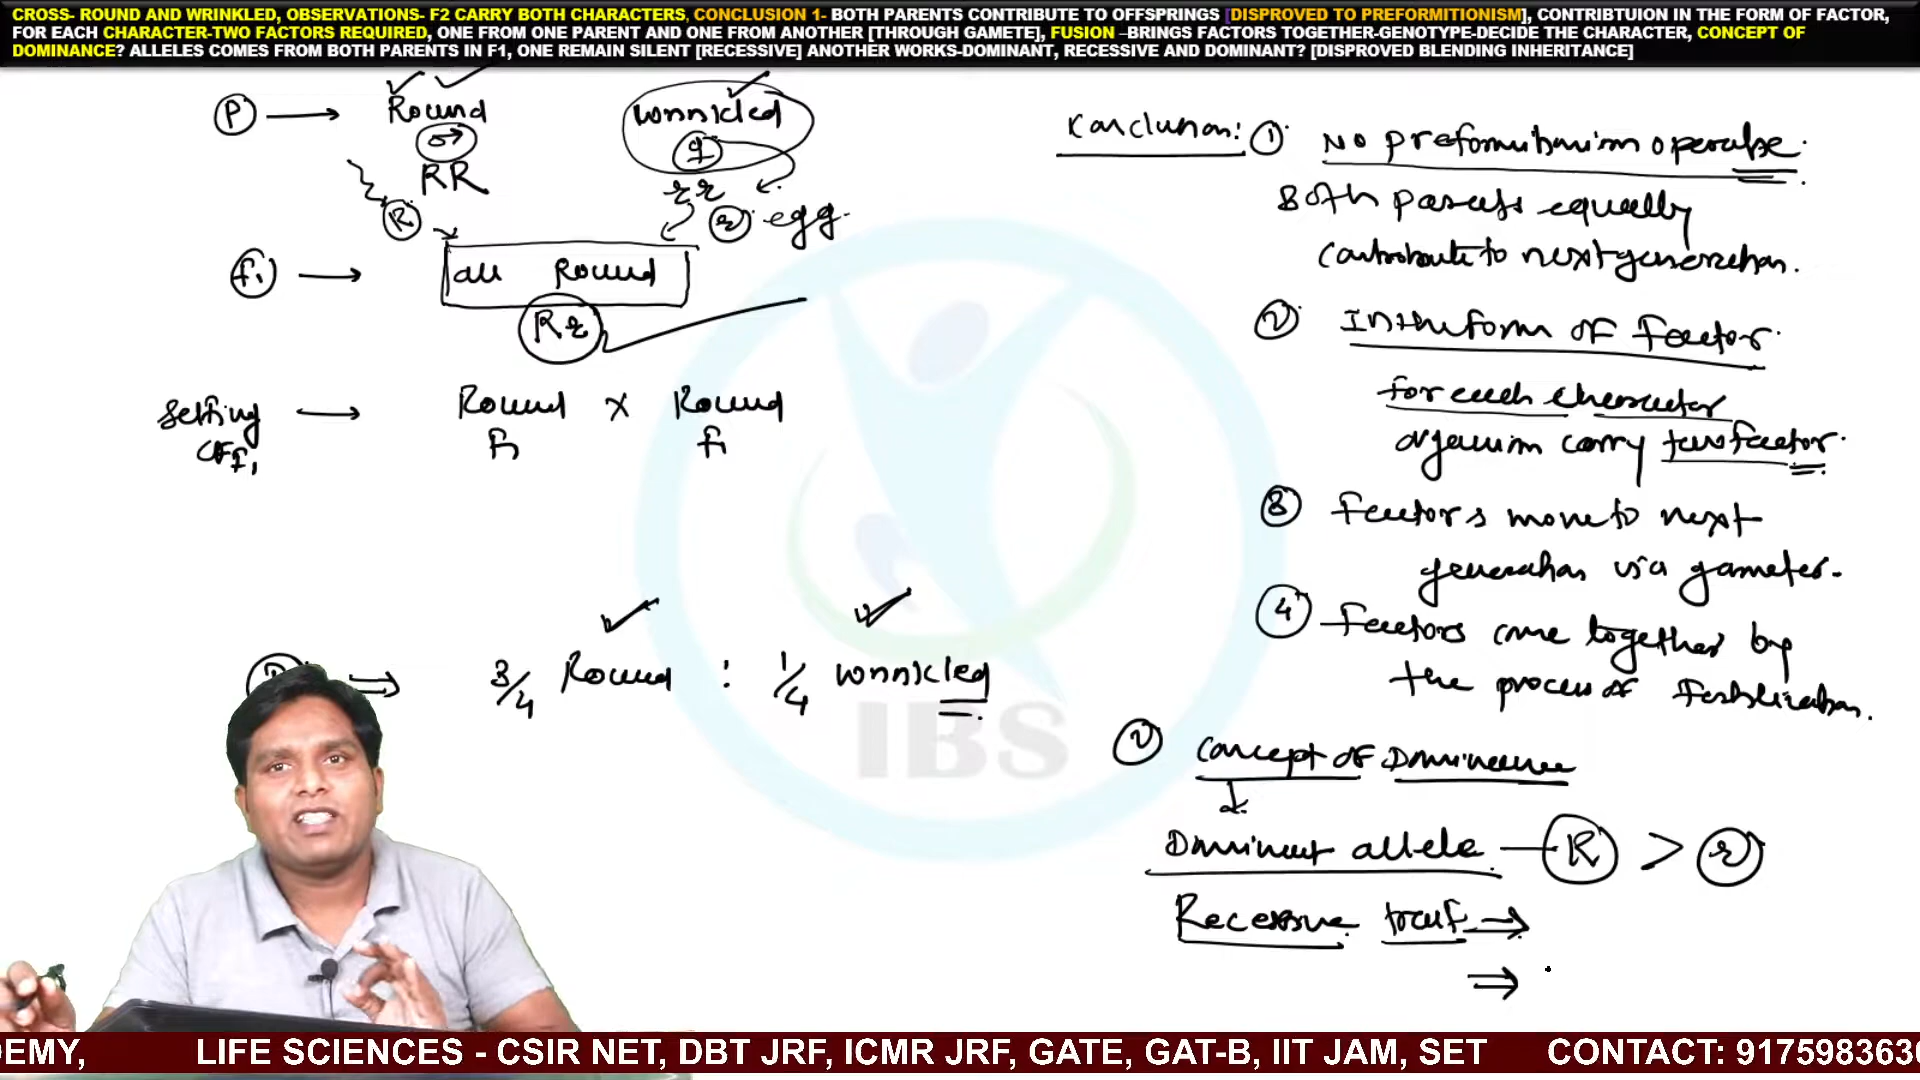 CROSS- ROUND AND WRINKLED, OBSERVATIONS- F2 CARRY BOTH CHARACTERS, CONCLUSION 1- BOTH PARENTS CONTRIBUTE TO OFFSPRINGS [DISPROVED TO PREFORMITIONISM], CONTRIBTUION IN THE FORM OF FACTOR,
FOR EACH CHARACTER-TWO FACTORS REQUIRED, ONE FROM ONE PARENT AND ONE FROM ANOTHER [THROUGH GAMETE], FUSION –BRINGS FACTORS TOGETHER-GENOTYPE-DECIDE THE CHARACTER, CONCEPT OF
DOMINANCE? ALLELES COMES FROM BOTH PARENTS IN F1, ONE REMAIN SILENT [RECESSIVE] ANOTHER WORKS-DOMINANT, RECESSIVE AND DOMINANT? [DISPROVED BLENDING INHERITANCE]
P → Round wrinkled
♂ ♀
RR rr
R r egg.
F1 → all Round
Rr
Selfing → Round X Round
of F1 F1 F1
⇒ 3/4 Round : 1/4 wrinkled
Conclusion: ① No preformitionism operate.
Both parents equally
contribute to next generation.
② In the form of factor.
for each character
organism carry two factor.
③ factors move to next
generation via gametes.
④ factors come together by
the process of fertilization.
② Concept of Dominance
Dominant allele — R > r
Recessive trait ⇒
⇒
IBS
DEMY, LIFE SCIENCES - CSIR NET, DBT JRF, ICMR JRF, GATE, GAT-B, IIT JAM, SET CONTACT: 9175983630